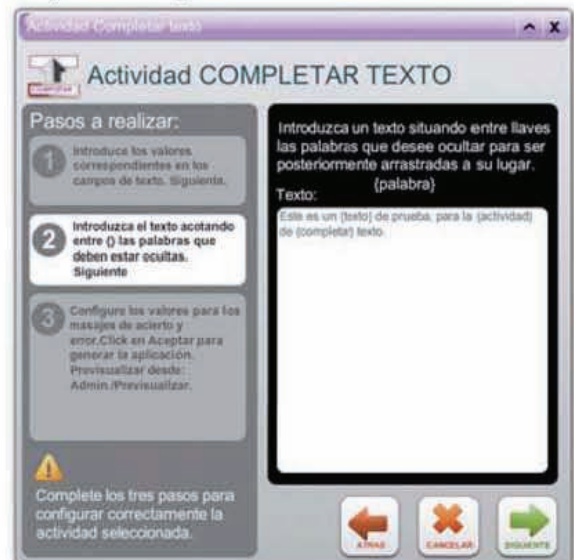 Actividad Completar texto
Actividad COMPLETAR TEXTO
Pasos a realizar:
1
Introduce los valores
correspondientes en los
campos de texto. Siguiente.
2
Introduzca el texto acotando
entre {} las palabras que
deben estar ocultas.
Siguiente
3
Configure los valores para los
masajes de acierto y
error.Click en Aceptar para
generar la aplicación.
Previsualizar desde:
Admin./Previsualizar.
Complete los tres pasos para
configurar correctamente la
actividad seleccionada.
Introduzca un texto situando entre llaves
las palabras que desee ocultar para ser
posteriormente arrastradas a su lugar.
{palabra}
Texto:
Este es un {texto} de prueba, para la {actividad}
de {completar} texto.
ATRAS
CANCELAR
SIGUIENTE